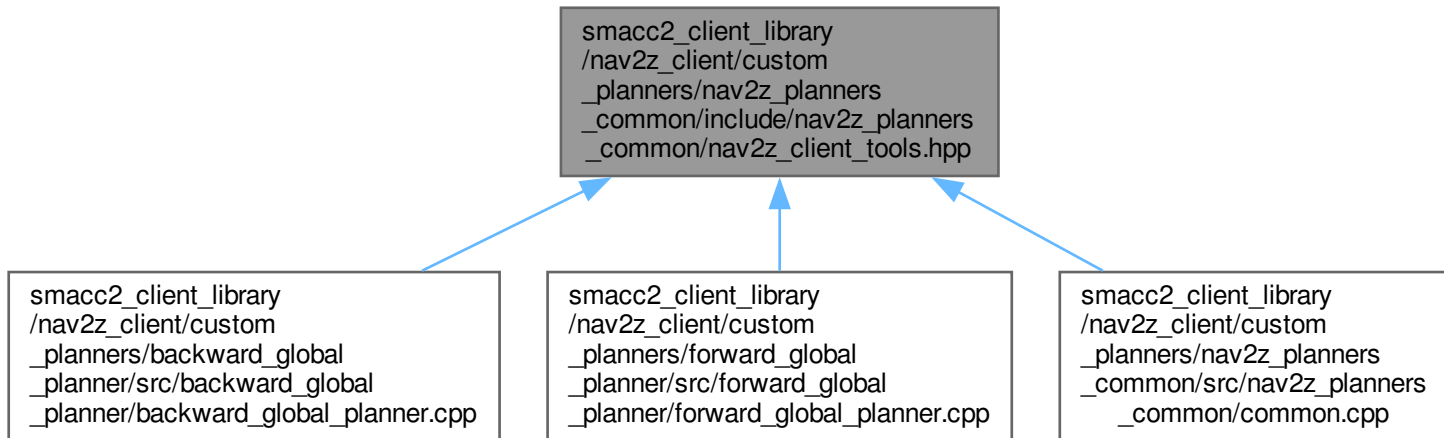 smacc2_client_library
/nav2z_client/custom
_planners/nav2z_planners
_common/include/nav2z_planners
_common/nav2z_client_tools.hpp
smacc2_client_library
/nav2z_client/custom
_planners/backward_global
_planner/src/backward_global
_planner/backward_global_planner.cpp
smacc2_client_library
/nav2z_client/custom
_planners/forward_global
_planner/src/forward_global
_planner/forward_global_planner.cpp
smacc2_client_library
/nav2z_client/custom
_planners/nav2z_planners
_common/src/nav2z_planners
_common/common.cpp